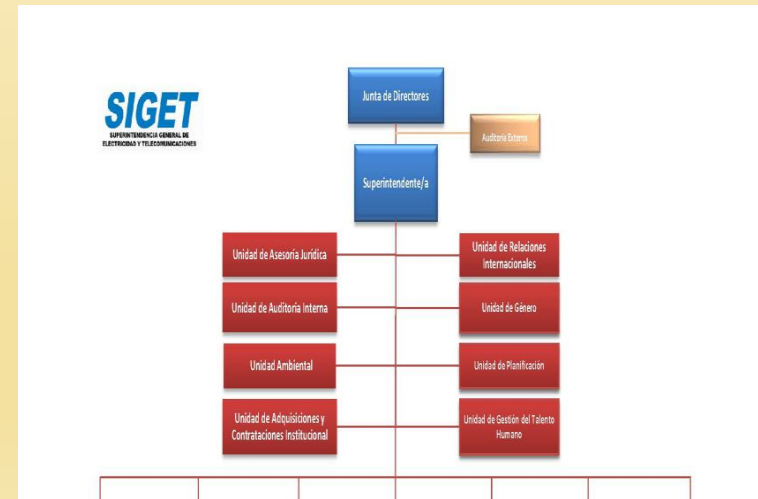 SIGET
SUPERINTENDENCIA GENERAL DE
ELECTRICIDAD Y TELECOMUNICACIONES
Junta de Directores
Auditoría Externa
Superintendente/a
Unidad de Asesoría Jurídica
Unidad de Relaciones
Internacionales
Unidad de Auditoría Interna
Unidad de Género
Unidad Ambiental
Unidad de Planificación
Unidad de Adquisiciones y
Contrataciones Institucional
Unidad de Gestión del Talento
Humano